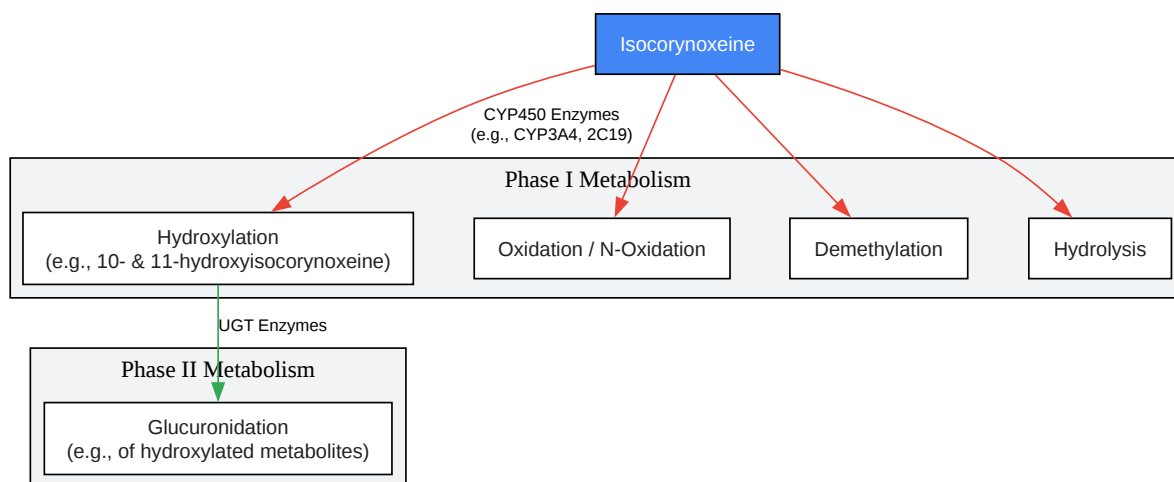 Isocorynoxeine
CYP450 Enzymes
(e.g., CYP3A4, 2C19)
Phase I Metabolism
Hydroxylation
(e.g., 10- & 11-hydroxyisocorynoxeine)
Oxidation / N-Oxidation
Demethylation
Hydrolysis
UGT Enzymes
Phase II Metabolism
Glucuronidation
(e.g., of hydroxylated metabolites)